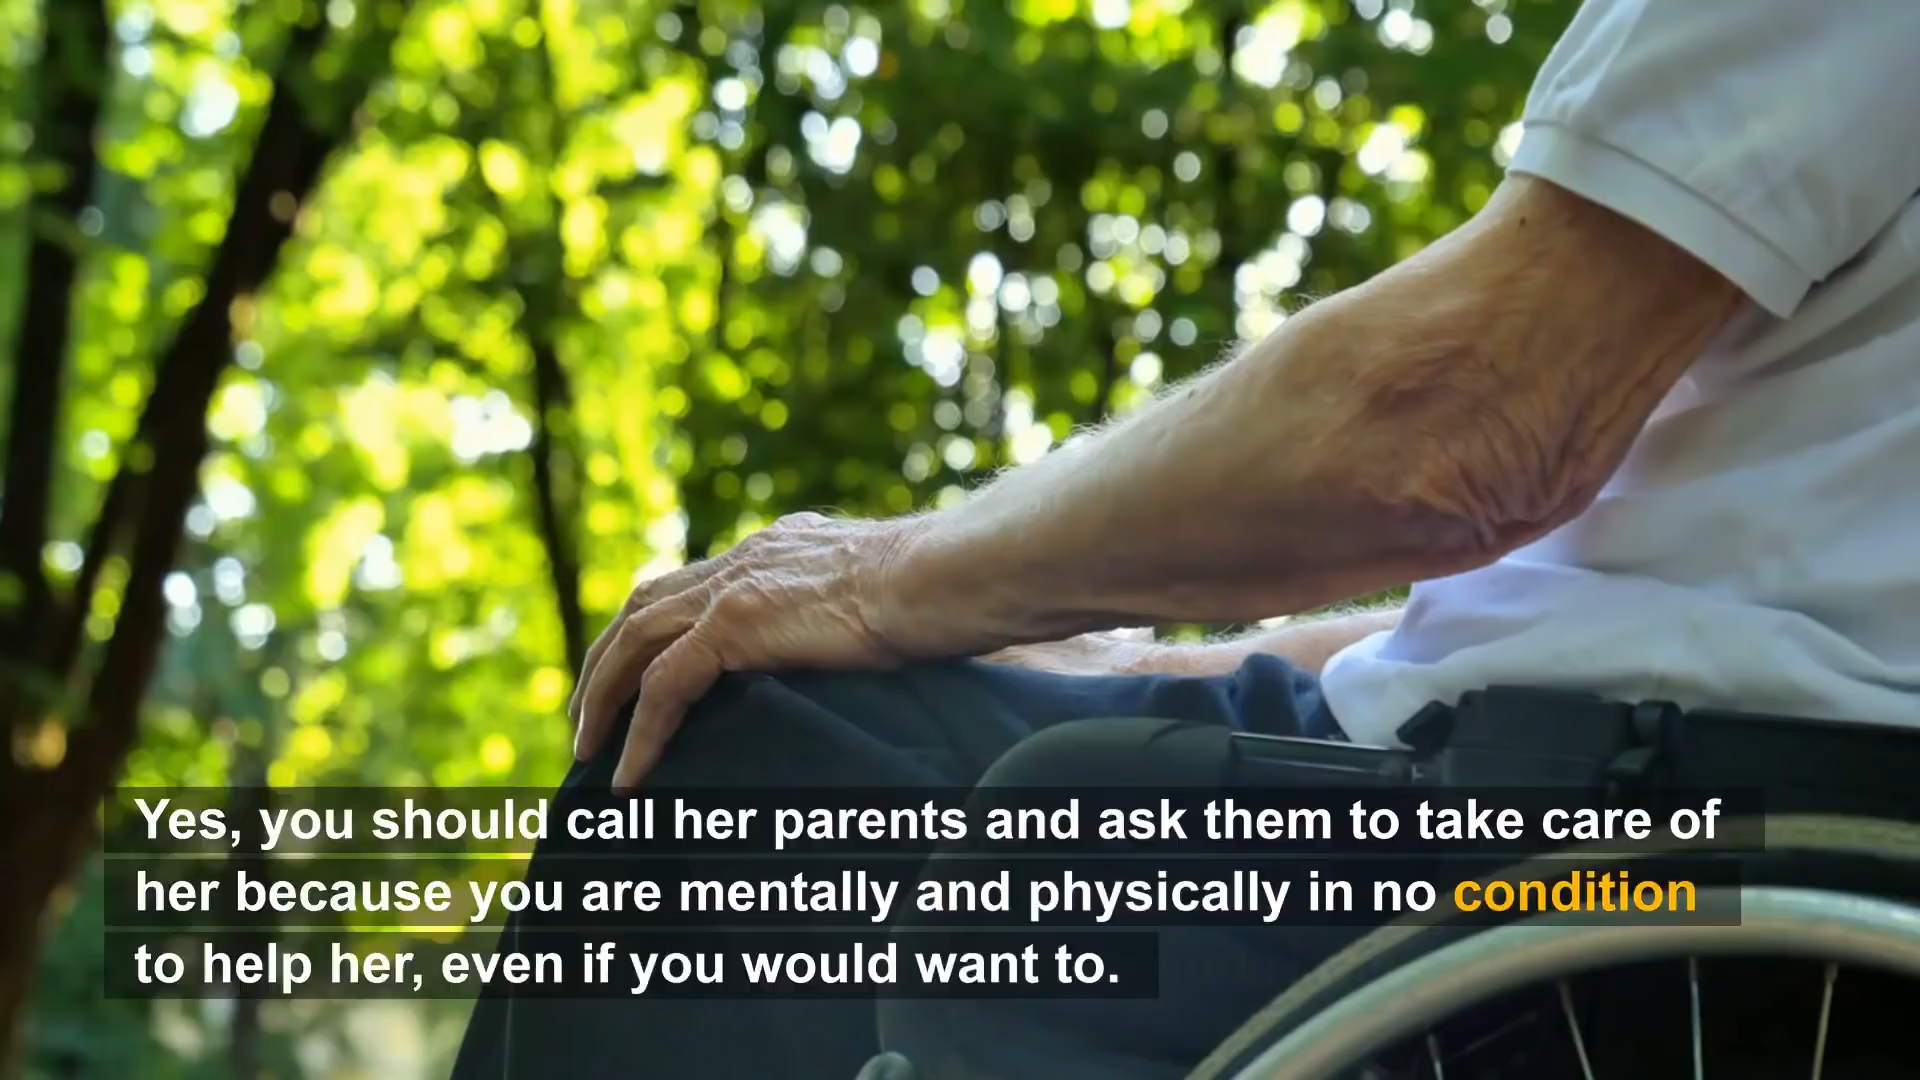 Yes, you should call her parents and ask them to take care of
her because you are mentally and physically in no condition
to help her, even if you would want to.